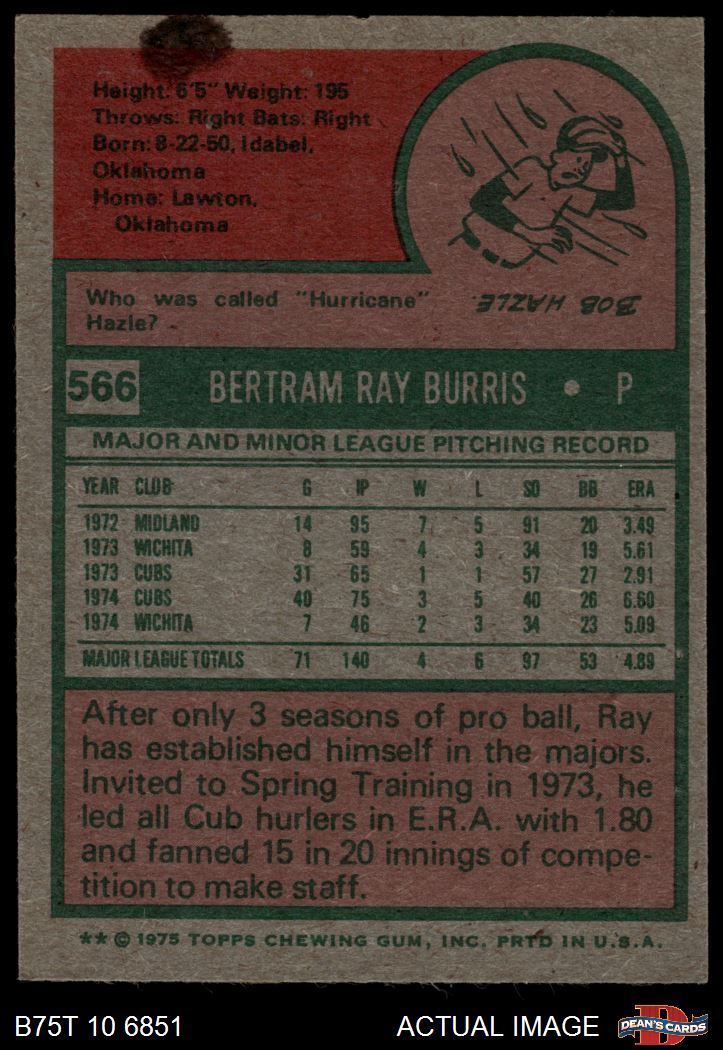 Height: 6'5" Weight: 195
Throws: Right Bats: Right
Born: 8-22-50, Idabel,
Oklahoma
Home: Lawton,
Oklahoma
Who was called "Hurricane"
Hazle?
BOB HAZLE.
566 BERTRAM RAY BURRIS • P
MAJOR AND MINOR LEAGUE PITCHING RECORD
YEAR CLUB G IP W L SO BB ERA
1972 MIDLAND 14 95 7 5 91 20 3.49
1973 WICHITA 8 59 4 3 34 19 5.61
1973 CUBS 31 65 1 1 57 27 2.91
1974 CUBS 40 75 3 5 40 26 6.60
1974 WICHITA 7 46 2 3 34 23 5.09
MAJOR LEAGUE TOTALS 71 140 4 6 97 53 4.89
After only 3 seasons of pro ball, Ray
has established himself in the majors.
Invited to Spring Training in 1973, he
led all Cub hurlers in E.R.A. with 1.80
and fanned 15 in 20 innings of compe-
tition to make staff.
** © 1975 TOPPS CHEWING GUM, INC. PRTD IN U.S.A.
B75T 10 6851 ACTUAL IMAGE DEAN'S CARDS